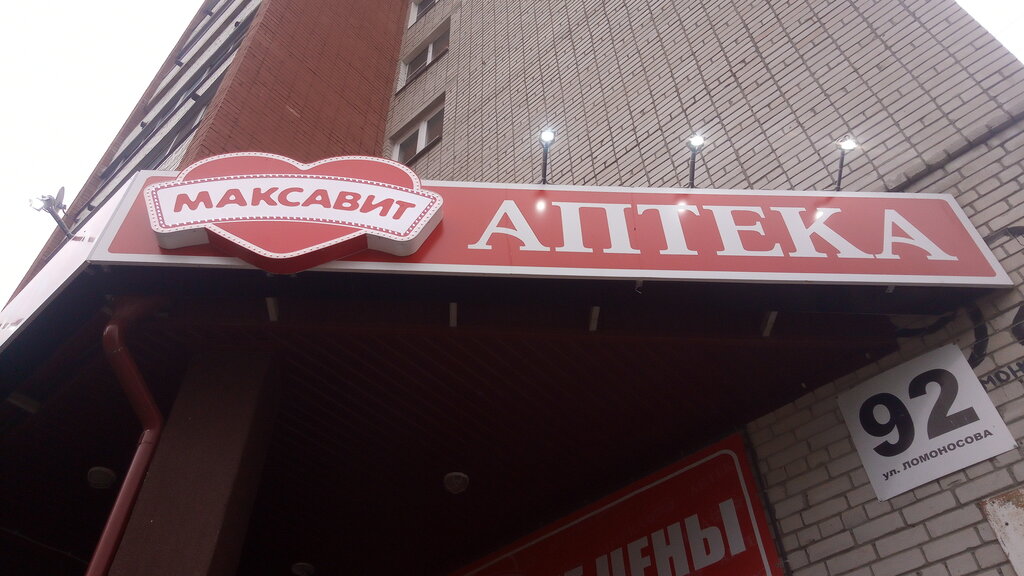 МАКСАВИТ
АПТЕКА
92
ул. ЛОМОНОСОВА
ЦЕНЫ